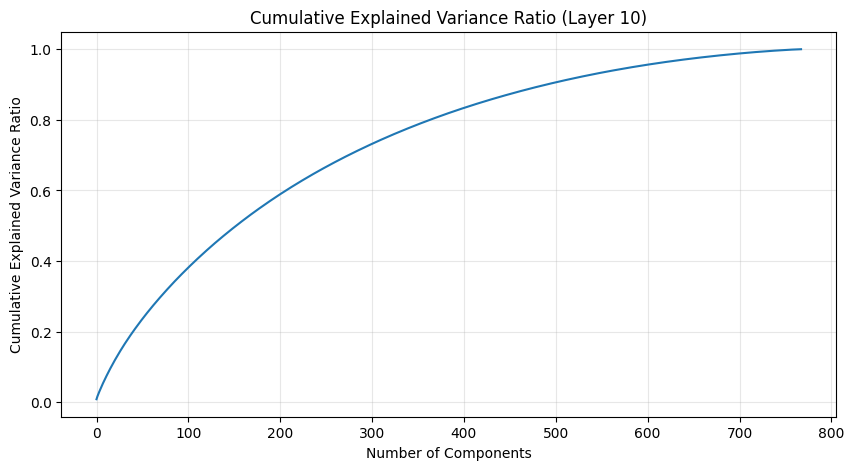 Cumulative Explained Variance Ratio (Layer 10)
Cumulative Explained Variance Ratio
1.0
0.8
0.6
0.4
0.2
0.0
0 100 200 300 400 500 600 700 800
Number of Components